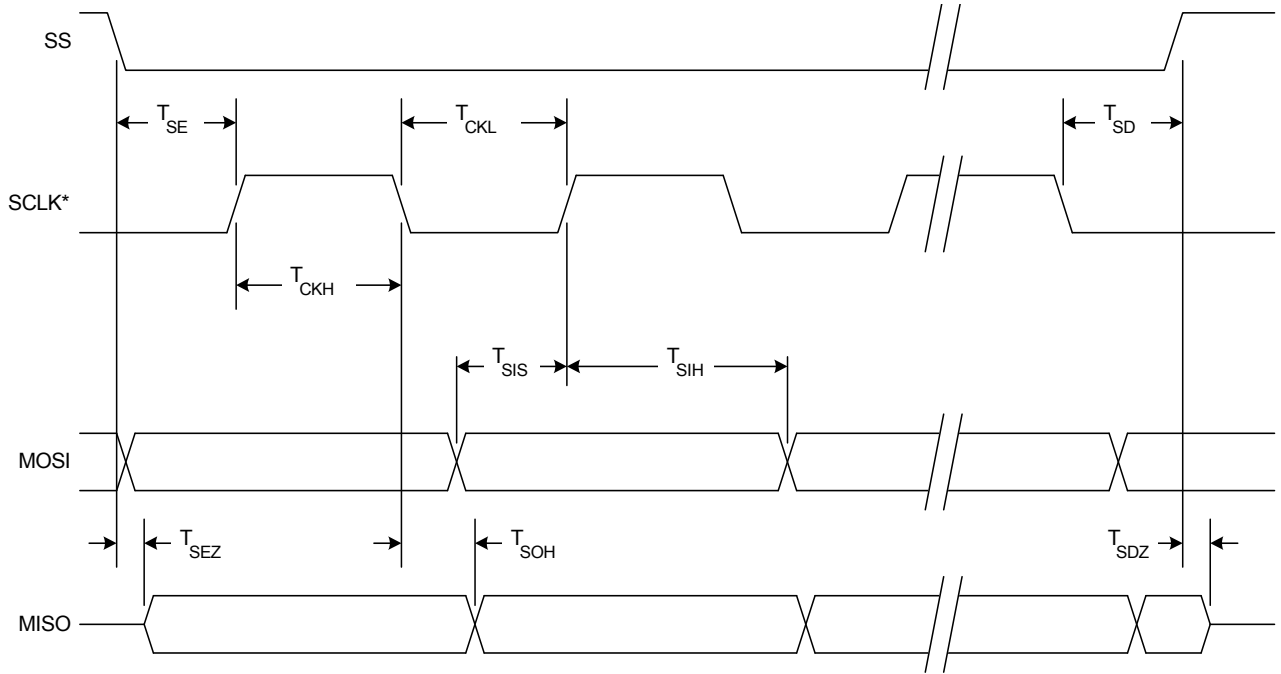 SS
T_SE
T_CKL
T_SD
SCLK*
T_CKH
T_SIS
T_SIH
MOSI
T_SEZ
T_SOH
T_SDZ
MISO